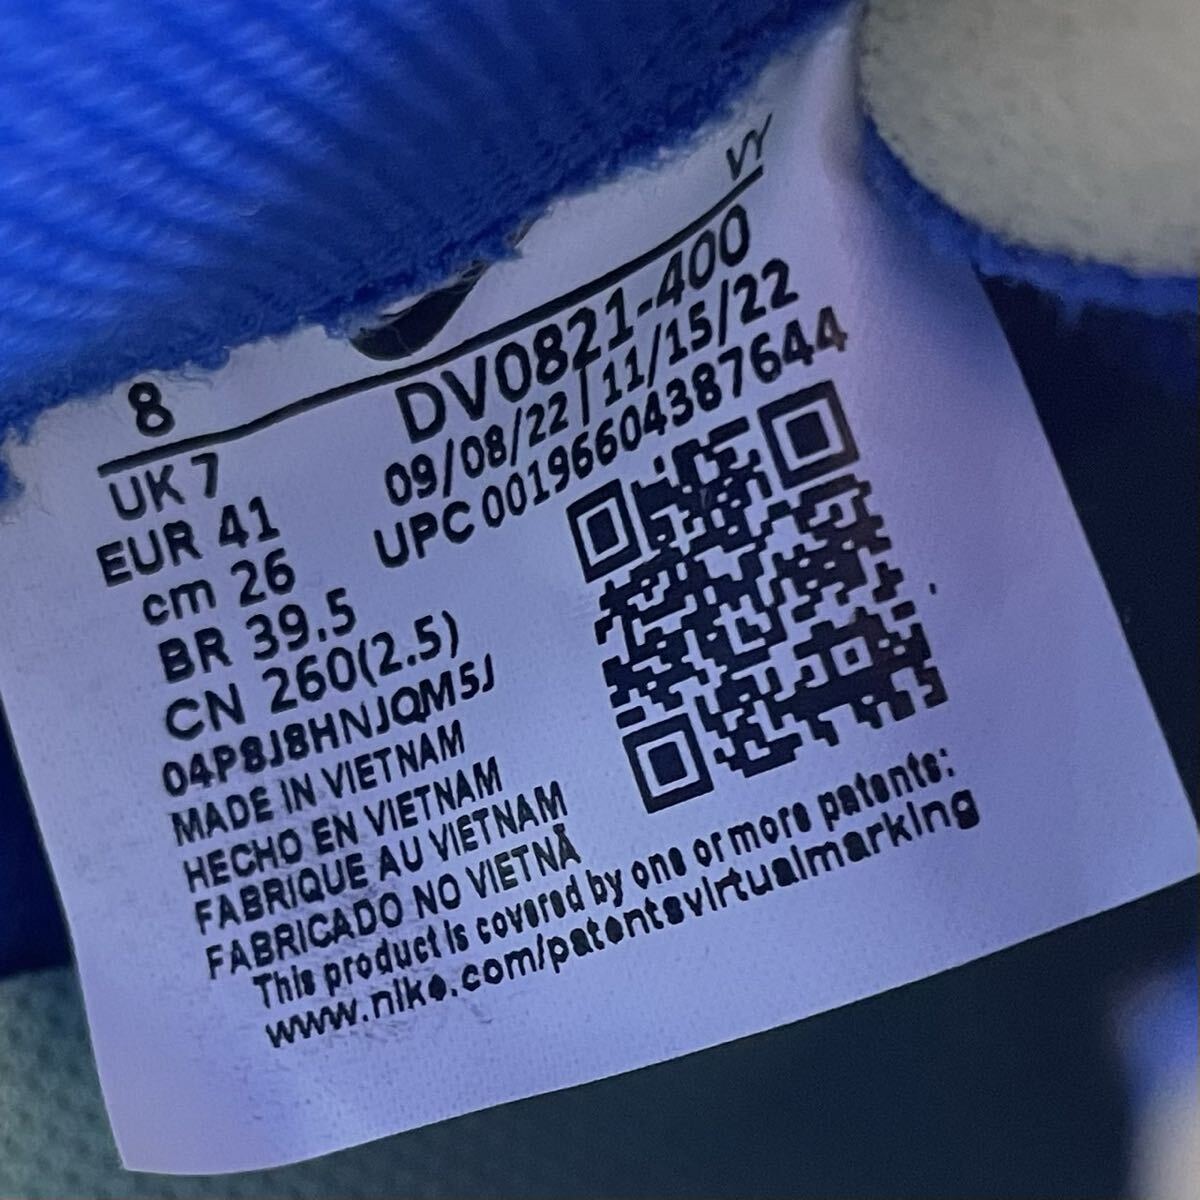 VY
8 DV0821-400
UK 7 09/08/22 | 11/15/22
EUR 41 UPC 00196604387644
cm 26
BR 39.5
CN 260(2.5)
04P8J8HNJQM5J
MADE IN VIETNAM
HECHO EN VIETNAM
FABRIQUE AU VIETNAM
FABRICADO NO VIETNÃ
This product is covered by one or more patents:
www.nike.com/patentsvirtualmarking